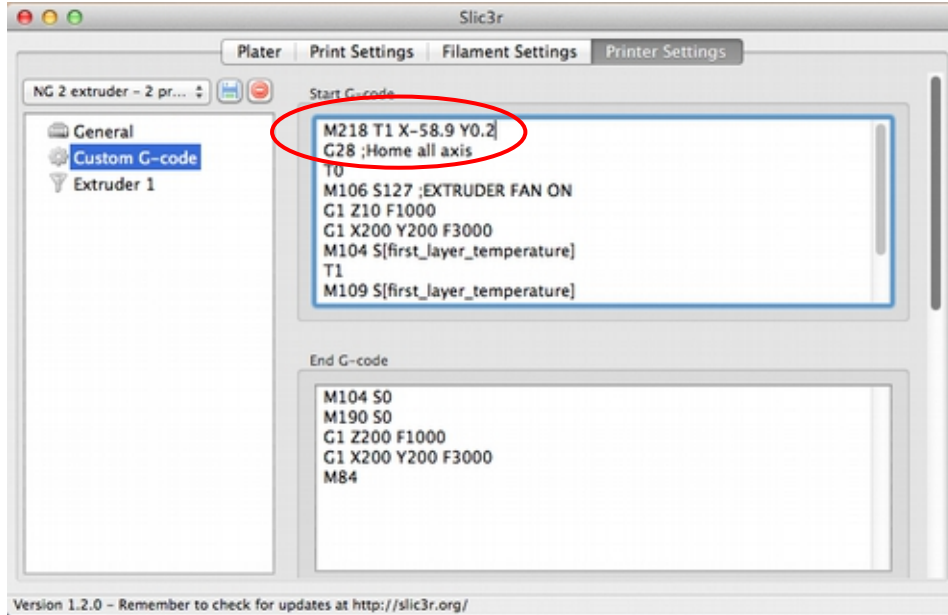 Slic3r
Plater Print Settings Filament Settings Printer Settings
NG 2 extruder - 2 pr...
General
Custom G-code
Extruder 1
Start G-code
M218 T1 X-58.9 Y0.2
G28 ;Home all axis
T0
M106 S127 ;EXTRUDER FAN ON
G1 Z10 F1000
G1 X200 Y200 F3000
M104 S[first_layer_temperature]
T1
M109 S[first_layer_temperature]
End G-code
M104 S0
M190 S0
G1 Z200 F1000
G1 X200 Y200 F3000
M84
Version 1.2.0 - Remember to check for updates at http://slic3r.org/